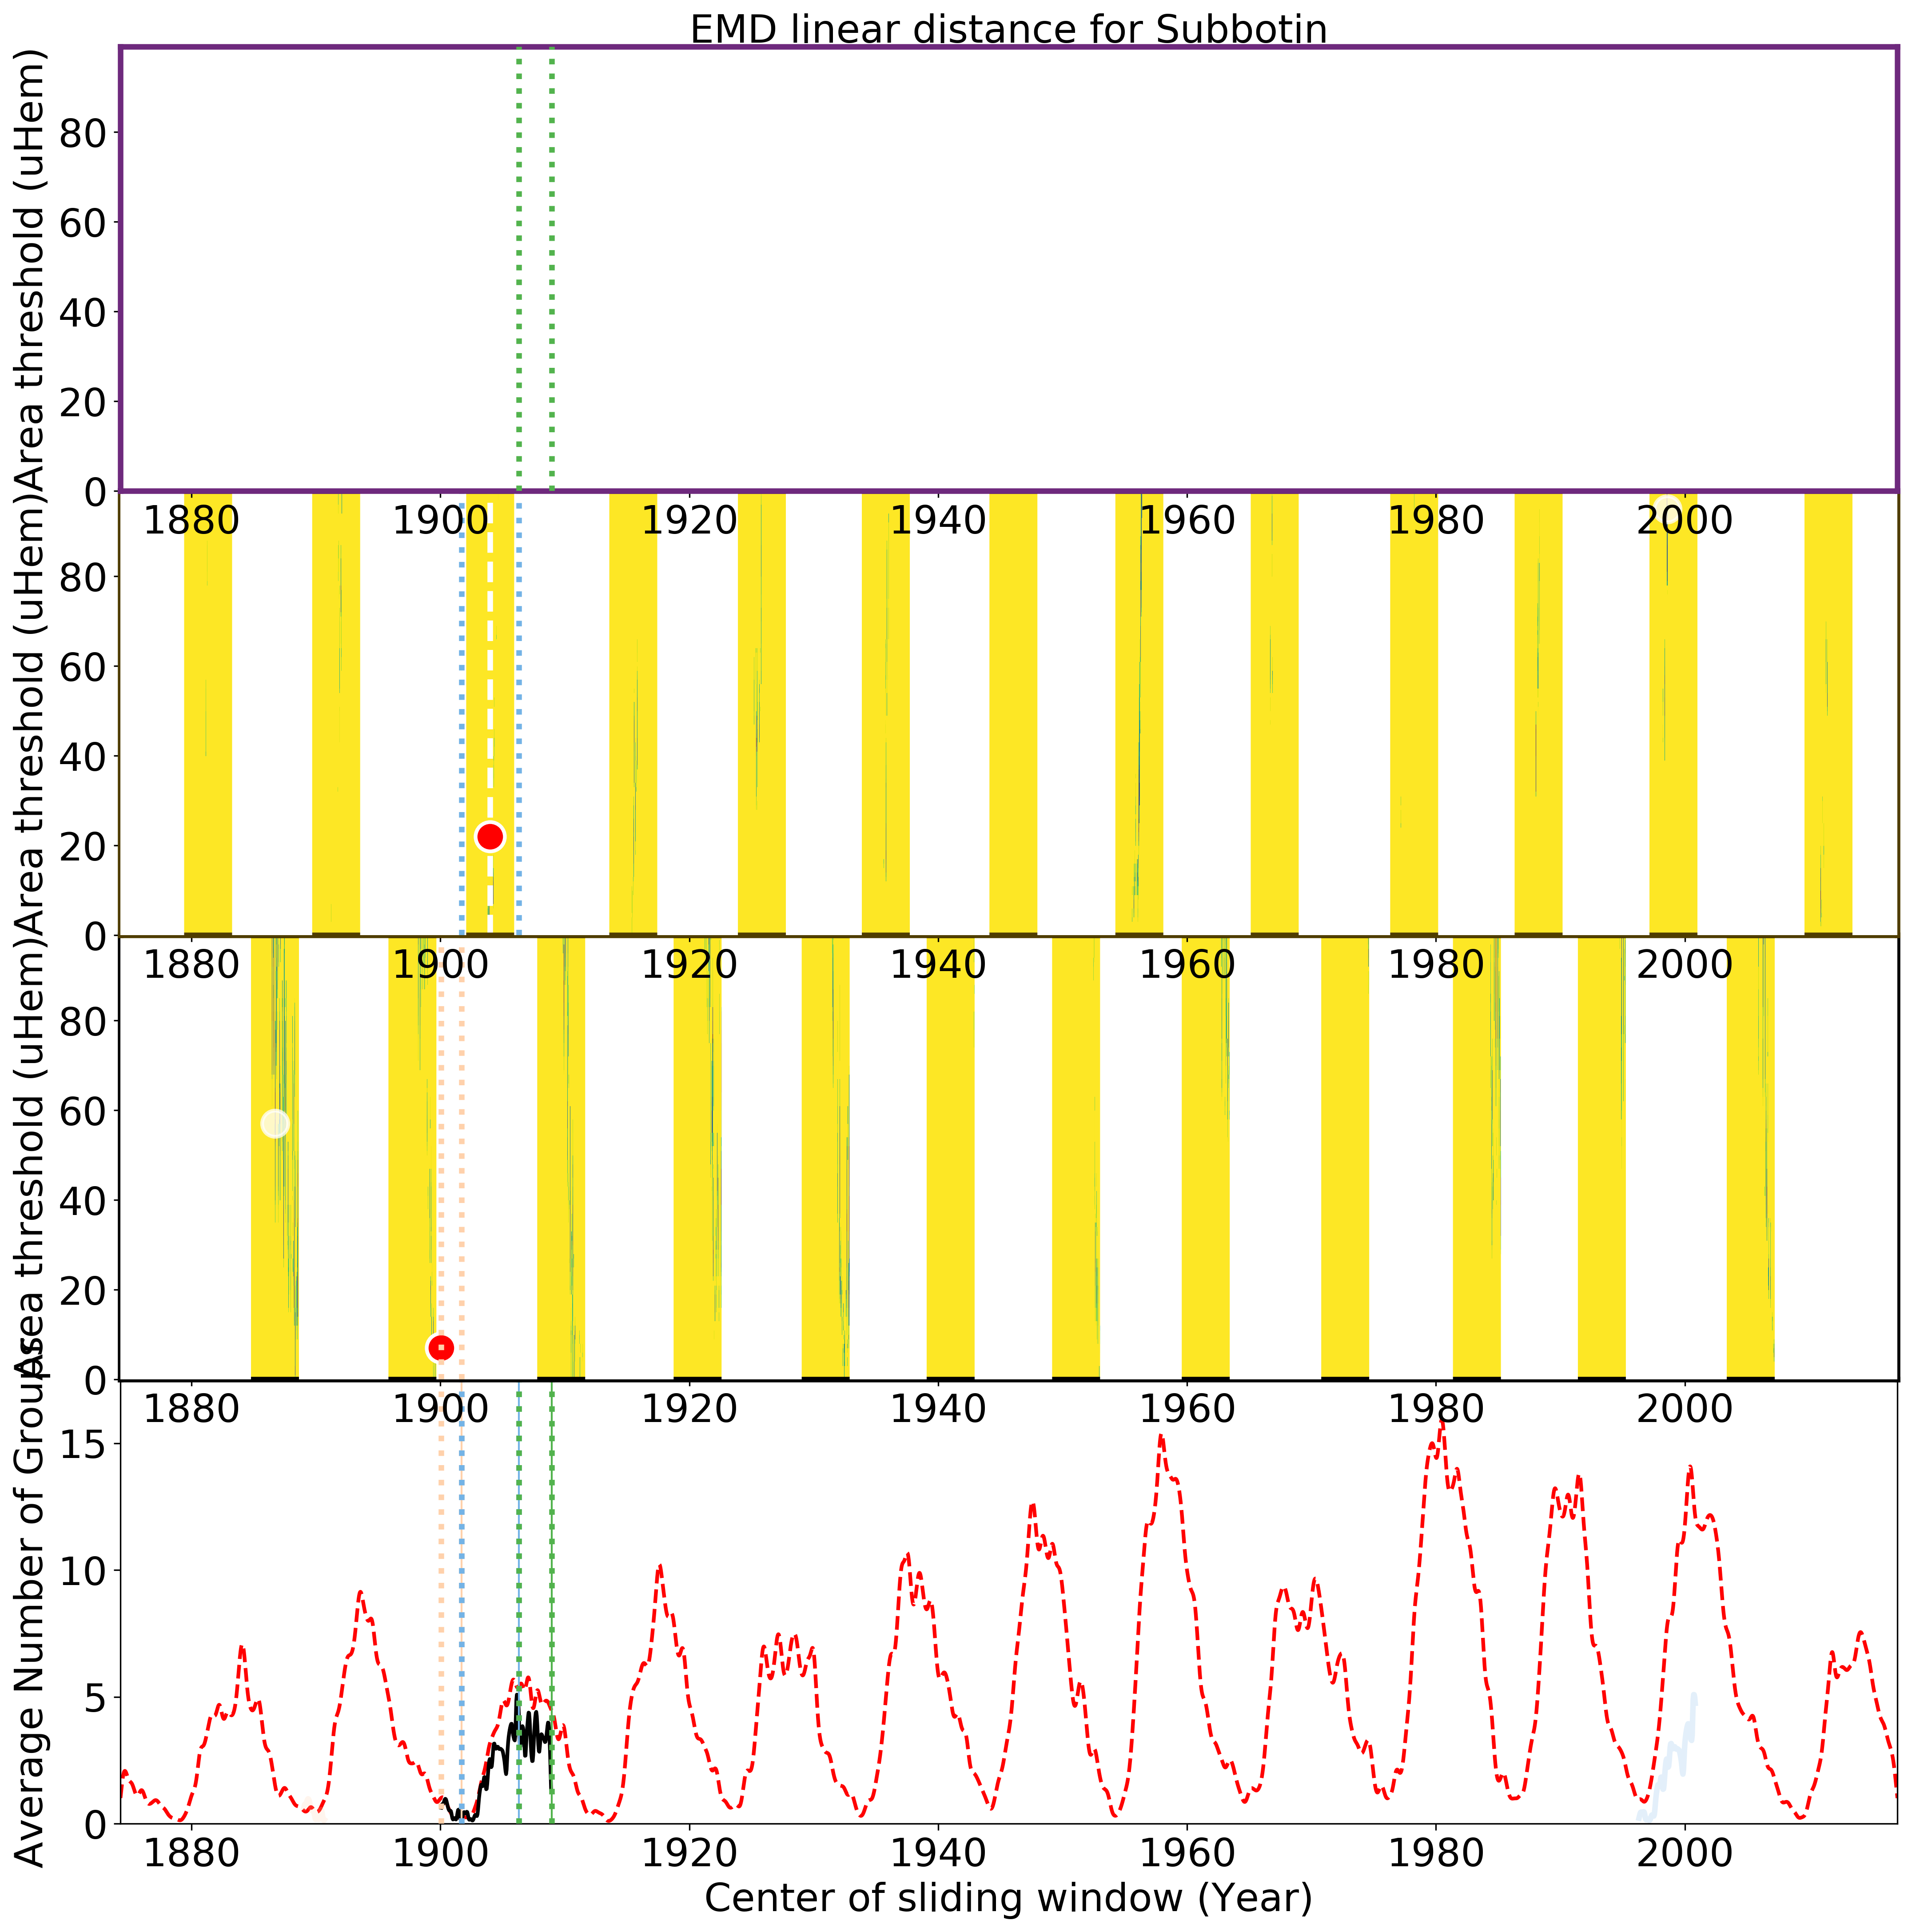 EMD linear distance for Subbotin
Area threshold (uHem)
80
60
40
20
0
1880 1900 1920 1940 1960 1980 2000
Area threshold (uHem)
80
60
40
20
0
1880 1900 1920 1940 1960 1980 2000
Area threshold (uHem)
80
60
40
20
0
1880 1900 1920 1940 1960 1980 2000
Average Number of Groups
15
10
5
0
1880 1900 1920 1940 1960 1980 2000
Center of sliding window (Year)